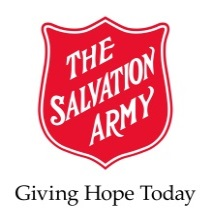 THE
SALVATION
ARMY
Giving Hope Today